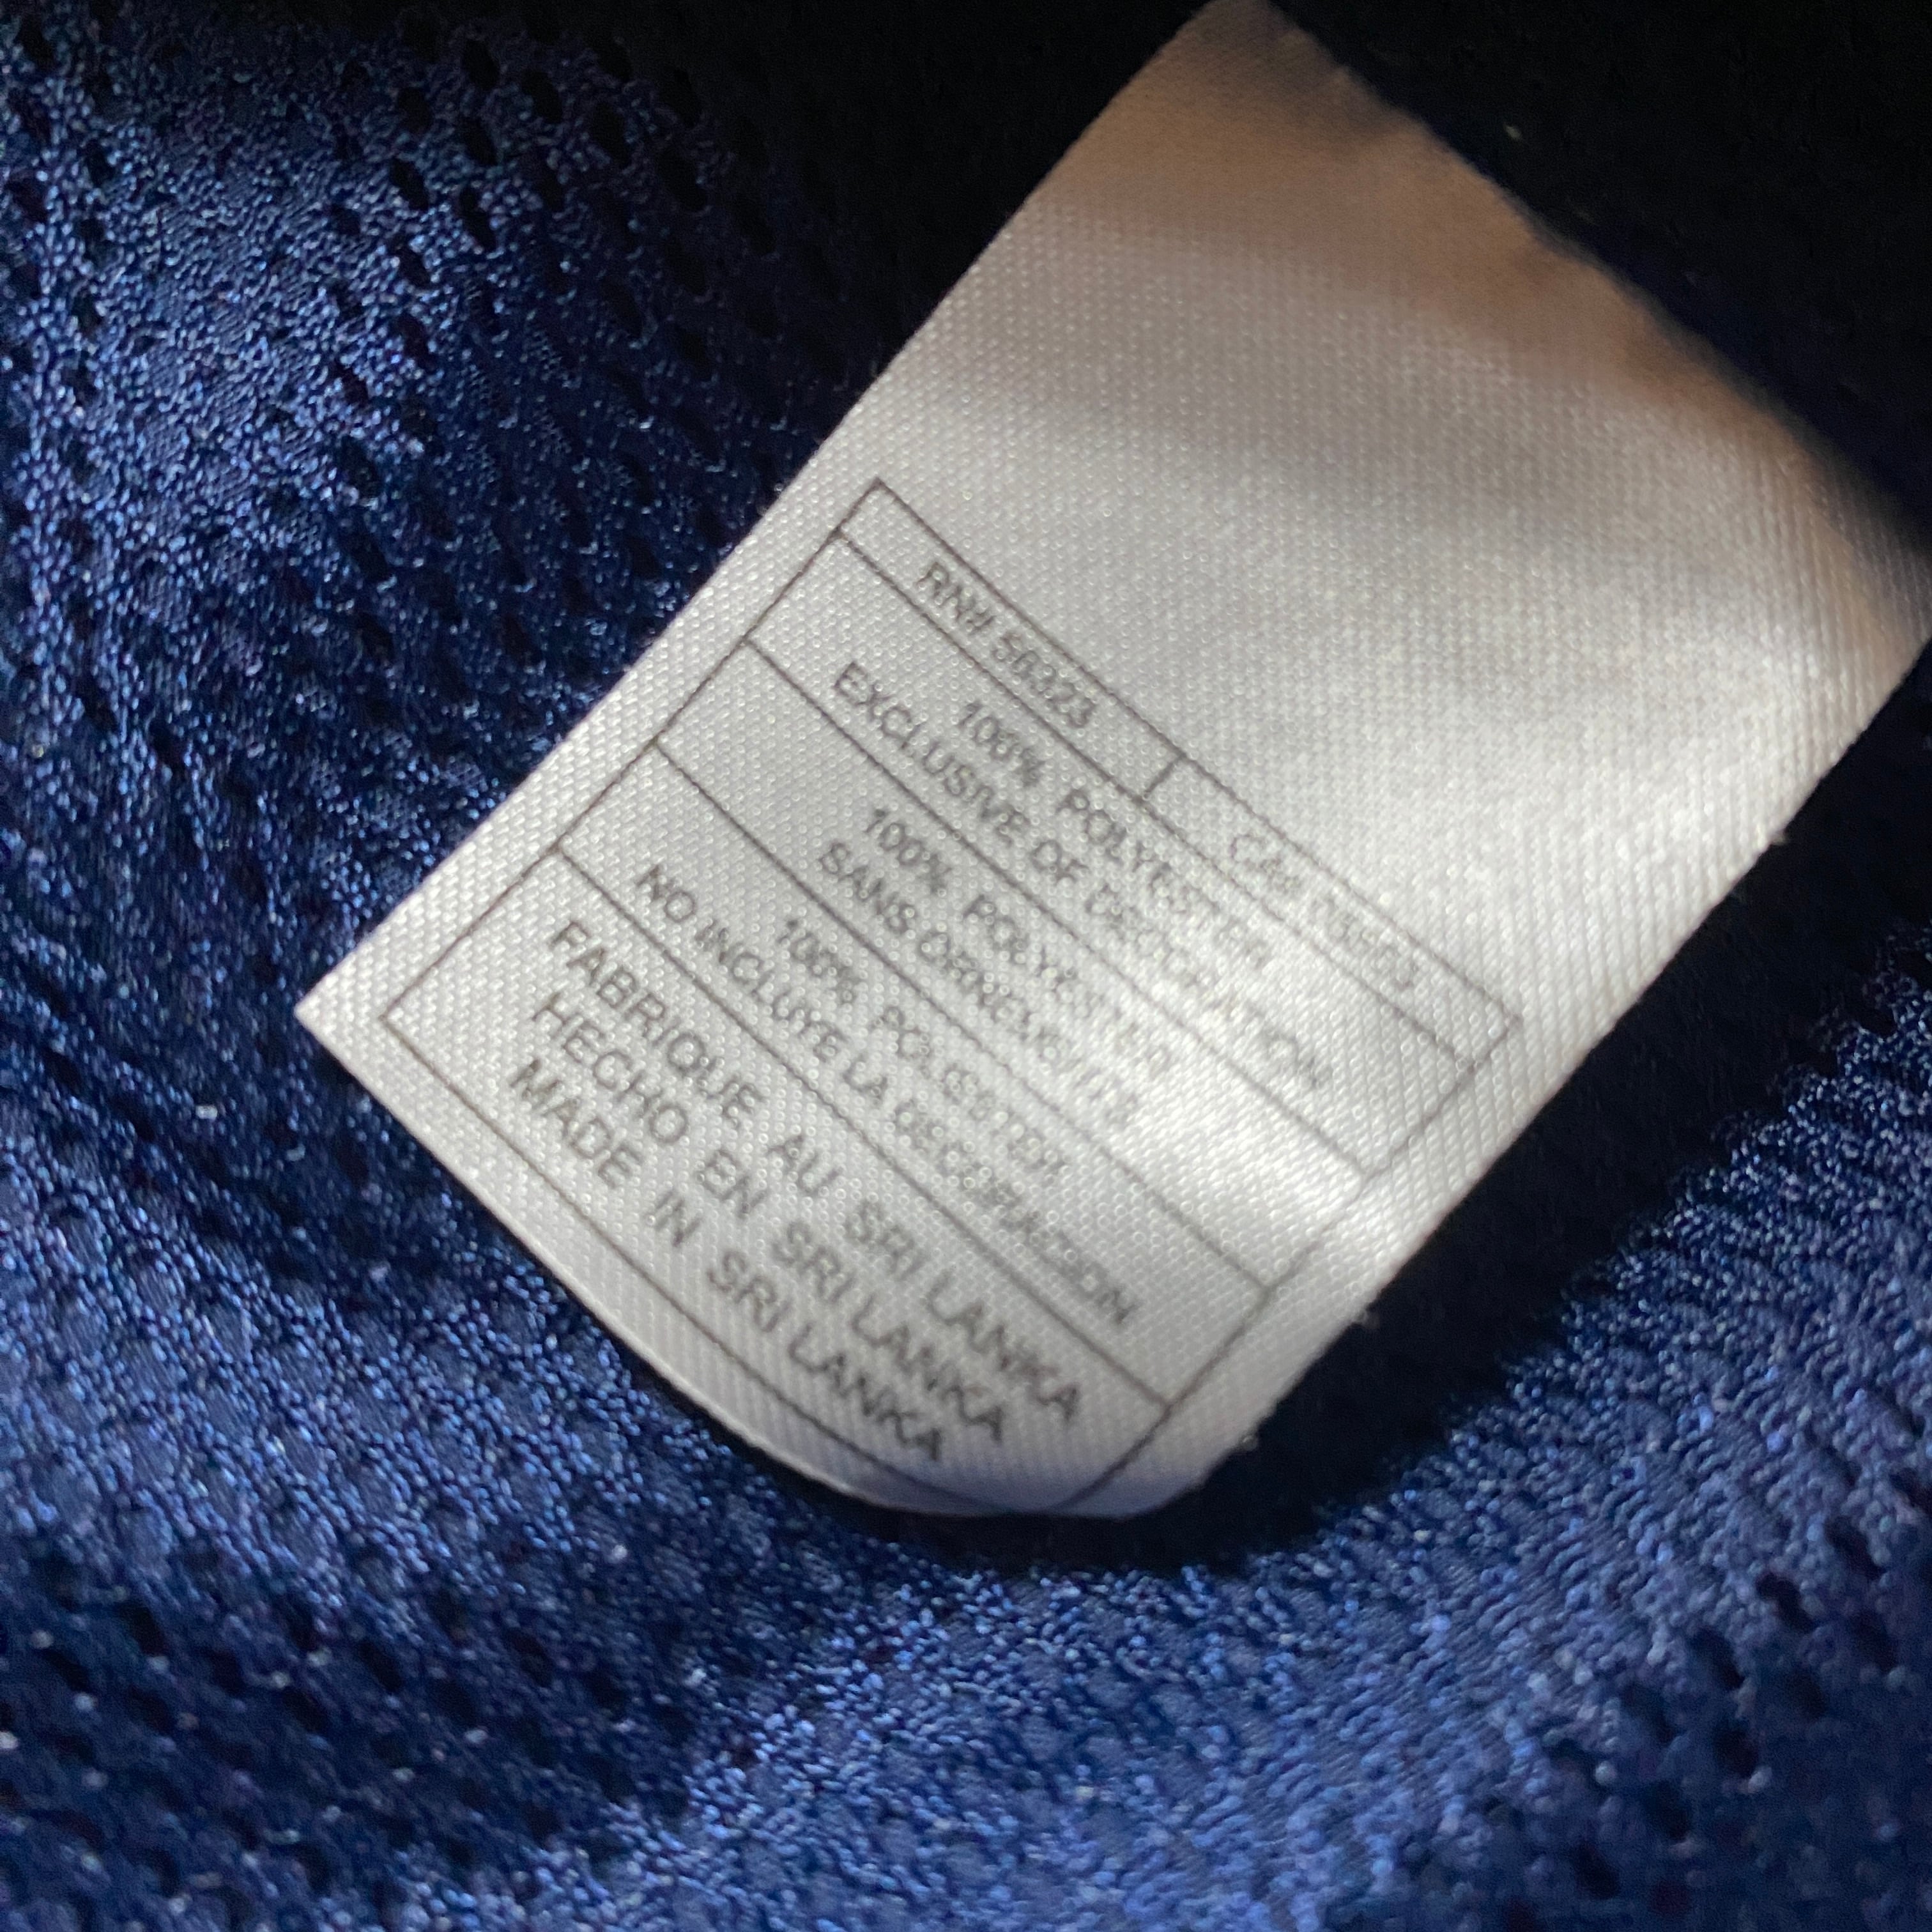 RN# 56323 CA#
100% POLYESTER
EXCLUSIVE OF DECORATION
100% POLYESTER
SANS ORNEMENTS
100% POLIESTER
NO INCLUYE LA DECORACION
FABRIQUE AU SRI LANKA
HECHO EN SRI LANKA
MADE IN SRI LANKA